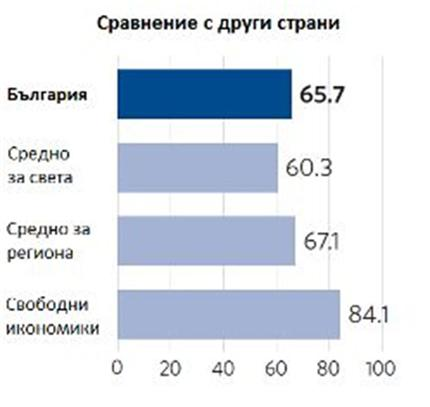 Сравнение с други страни
България
65.7
Средно
за света
60.3
Средно за
региона
67.1
Свободни
икономики
84.1
0 20 40 60 80 100